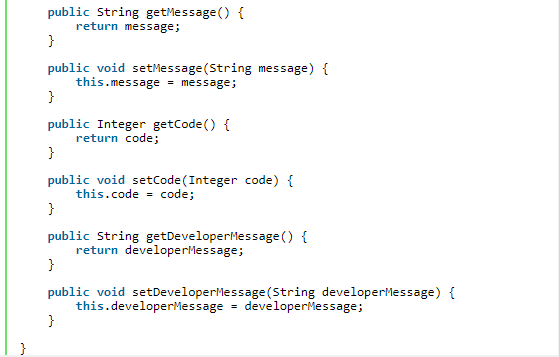 public String getMessage() {
return message;
}
public void setMessage(String message) {
this.message = message;
}
public Integer getCode() {
return code;
}
public void setCode(Integer code) {
this.code = code;
}
public String getDeveloperMessage() {
return developerMessage;
}
public void setDeveloperMessage(String developerMessage) {
this.developerMessage = developerMessage;
}
}